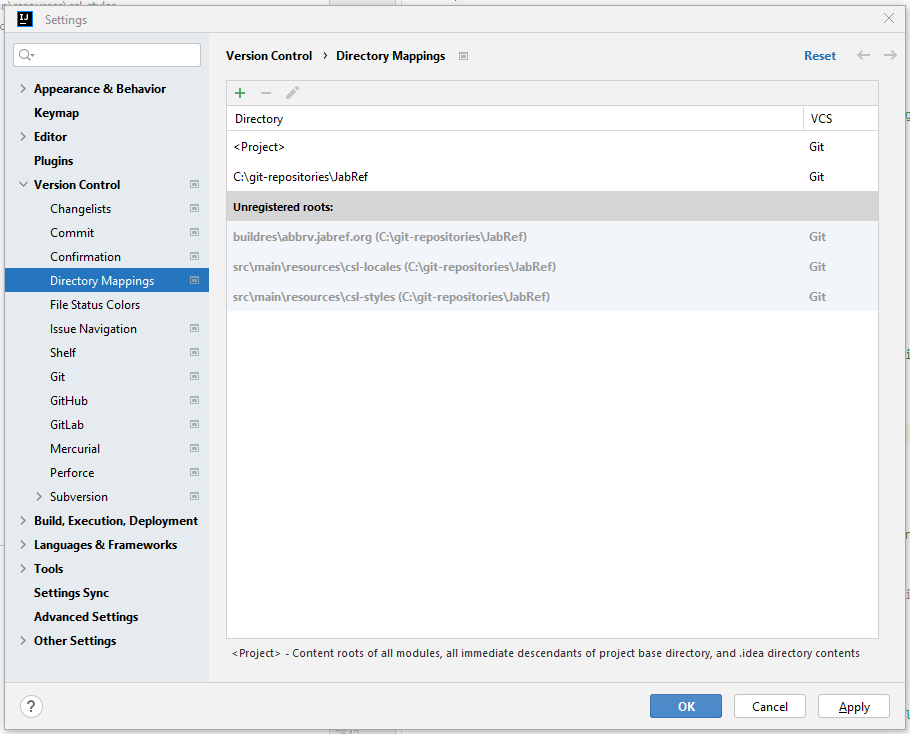 n\resources\csl-styles
IJ Settings
Version Control › Directory Mappings
Reset
Appearance & Behavior
Keymap
Editor
Plugins
Version Control
Changelists
Commit
Confirmation
Directory Mappings
File Status Colors
Issue Navigation
Shelf
Git
GitHub
GitLab
Mercurial
Perforce
Subversion
Build, Execution, Deployment
Languages & Frameworks
Tools
Settings Sync
Advanced Settings
Other Settings
Directory VCS
<Project> Git
C:\git-repositories\JabRef Git
Unregistered roots:
buildres\abbrv.jabref.org (C:\git-repositories\JabRef) Git
src\main\resources\csl-locales (C:\git-repositories\JabRef) Git
src\main\resources\csl-styles (C:\git-repositories\JabRef) Git
<Project> - Content roots of all modules, all immediate descendants of project base directory, and .idea directory contents
? OK Cancel Apply